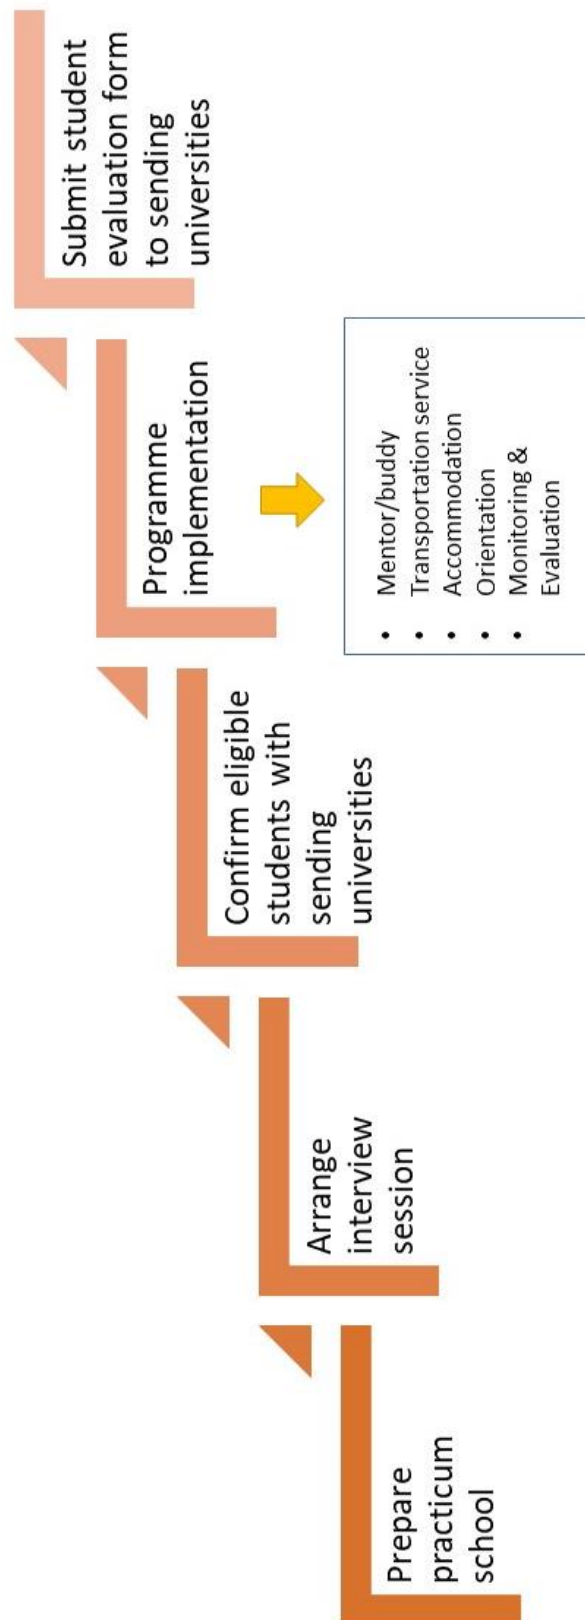 Prepare
practicum
school
Arrange
interview
session
Confirm eligible
students with
sending
universities
Programme
implementation
• Mentor/buddy
• Transportation service
• Accommodation
• Orientation
• Monitoring &
Evaluation
Submit student
evaluation form
to sending
universities